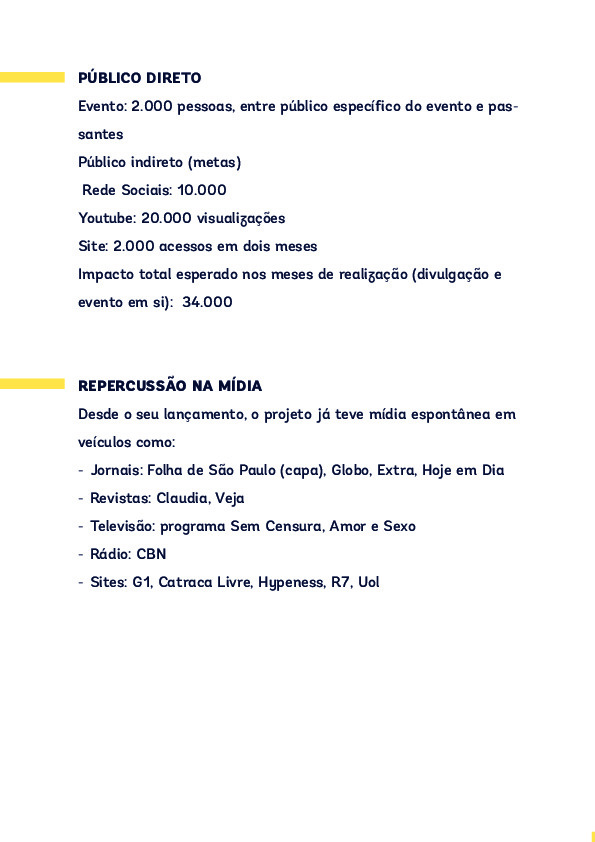 PÚBLICO DIRETO
Evento: 2.000 pessoas, entre público específico do evento e pas-
santes
Público indireto (metas)
Rede Sociais: 10.000
Youtube: 20.000 visualizações
Site: 2.000 acessos em dois meses
Impacto total esperado nos meses de realização (divulgação e
evento em si):  34.000
REPERCUSSÃO NA MÍDIA
Desde o seu lançamento, o projeto já teve mídia espontânea em
veículos como:
- Jornais: Folha de São Paulo (capa), Globo, Extra, Hoje em Dia
- Revistas: Claudia, Veja
- Televisão: programa Sem Censura, Amor e Sexo
- Rádio: CBN
- Sites: G1, Catraca Livre, Hypeness, R7, Uol